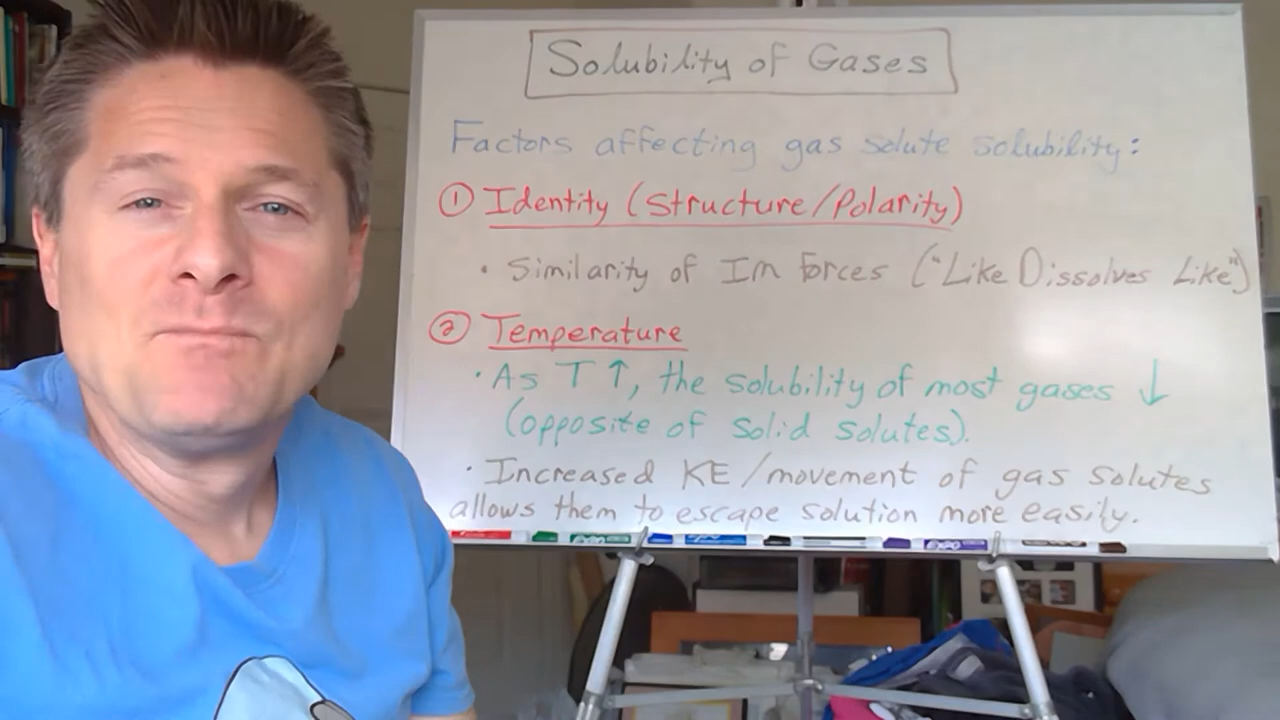 Solubility of Gases
Factors affecting gas solute solubility:
① Identity (Structure/Polarity)
• Similarity of Im Forces ("Like Dissolves Like")
② Temperature
• As T ↑, the solubility of most gases ↓
(opposite of solid solutes).
• Increased KE/movement of gas solutes
allows them to escape solution more easily.
EXPO